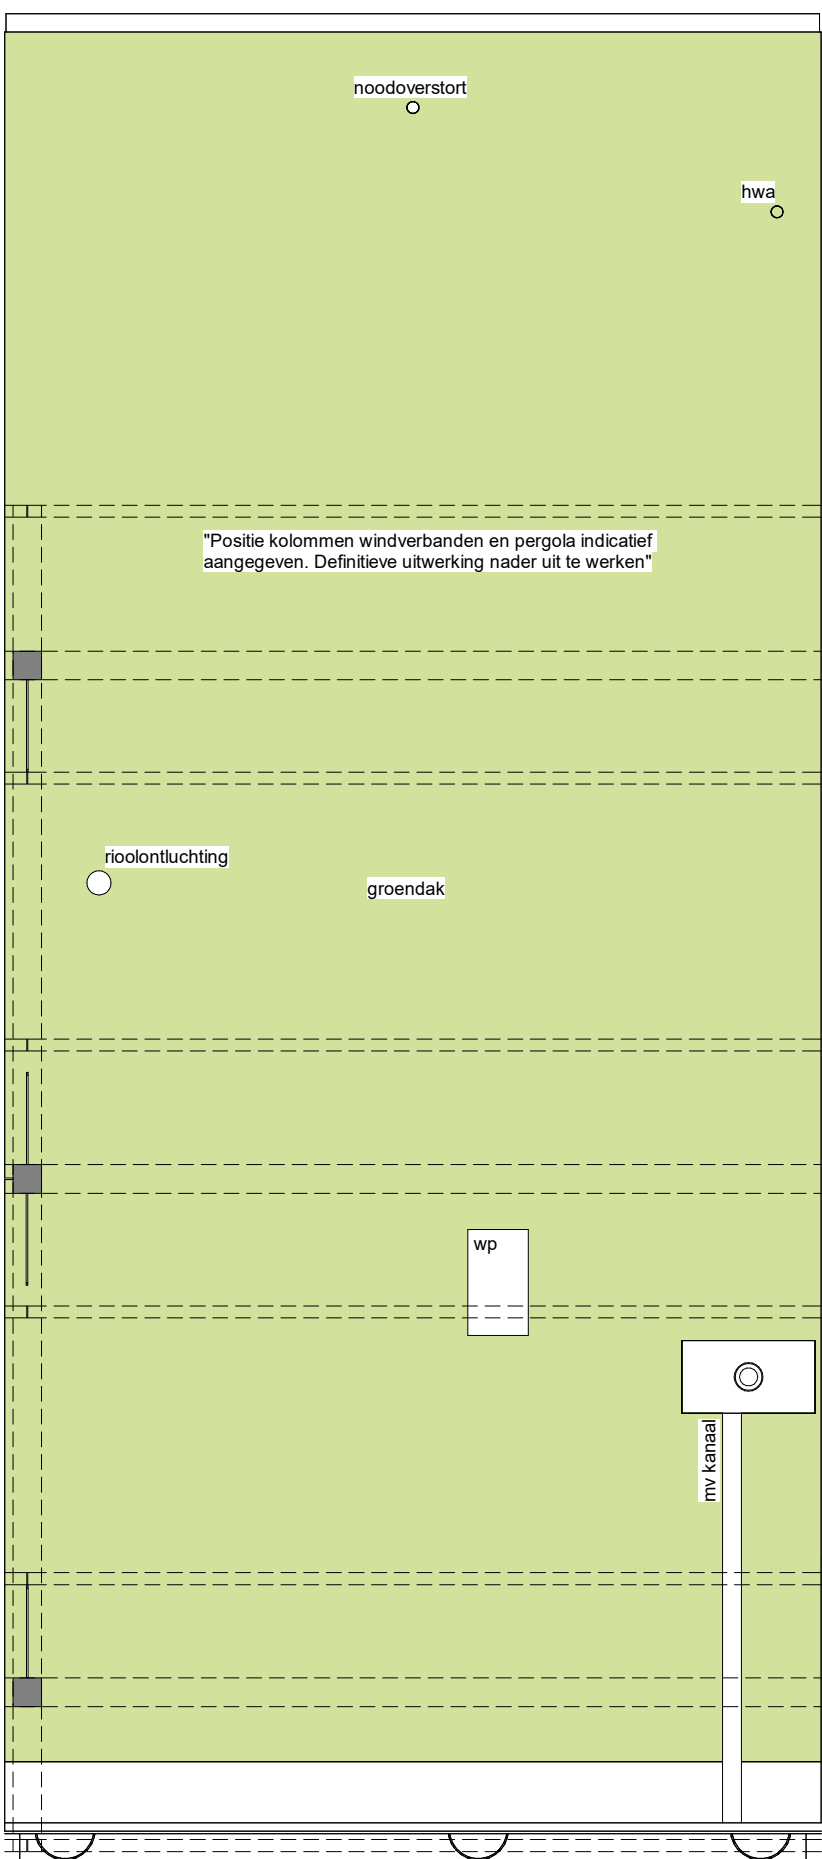 noodoverstort
hwa
"Positie kolommen windverbanden en pergola indicatief
aangegeven. Definitieve uitwerking nader uit te werken"
rioolontluchting
groendak
wp
mv kanaal